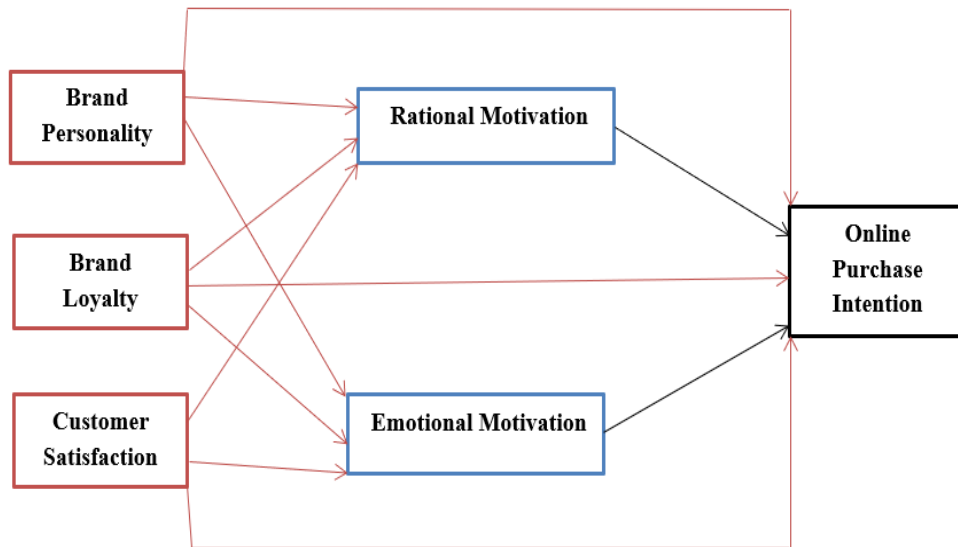 Brand
Personality
Rational Motivation
Brand
Loyalty
Online
Purchase
Intention
Customer
Satisfaction
Emotional Motivation